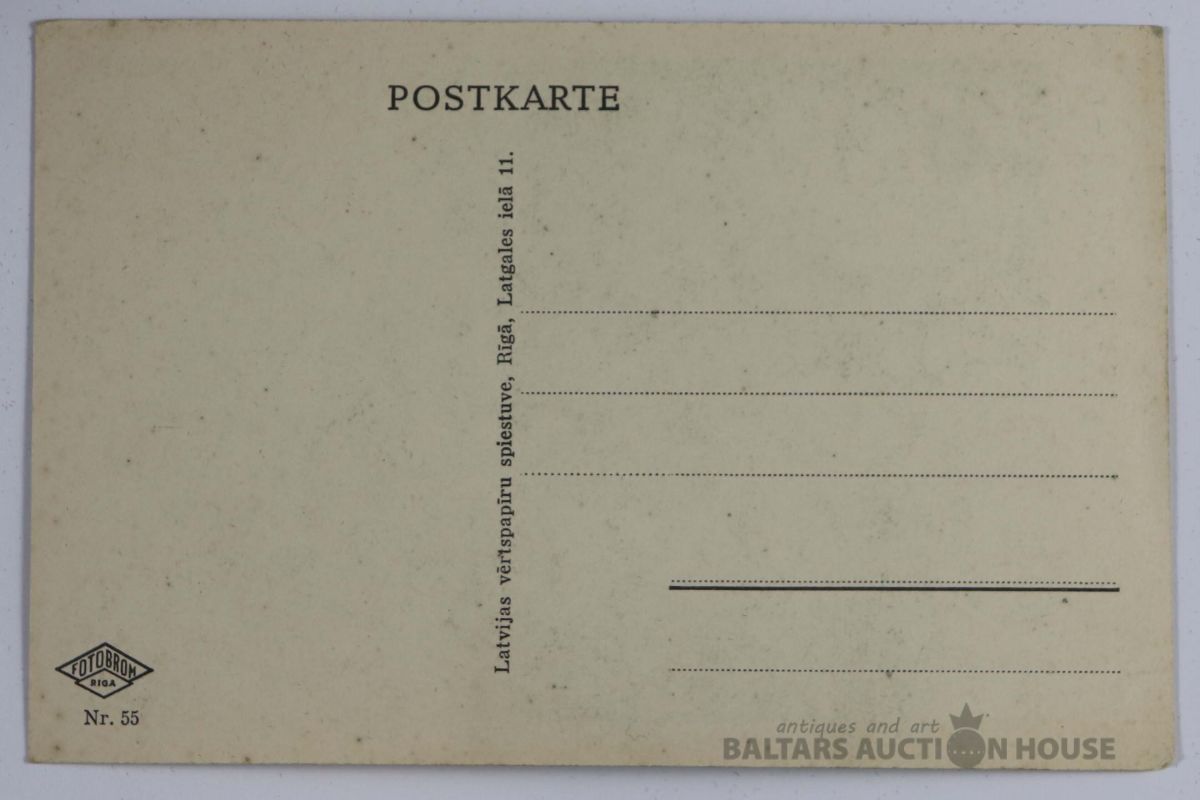 POSTKARTE
Latvijas vērtspapīru spiestuve, Rīgā, Latgales ielā 11.
FOTOBROM
RIGA
Nr. 55
antiques and art
BALTARS AUCTION HOUSE